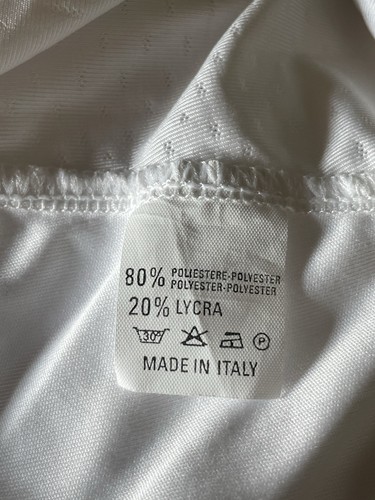 80% POLIESTERE-POLYESTER
POLYESTER-POLYESTER
20% LYCRA
30° P
MADE IN ITALY